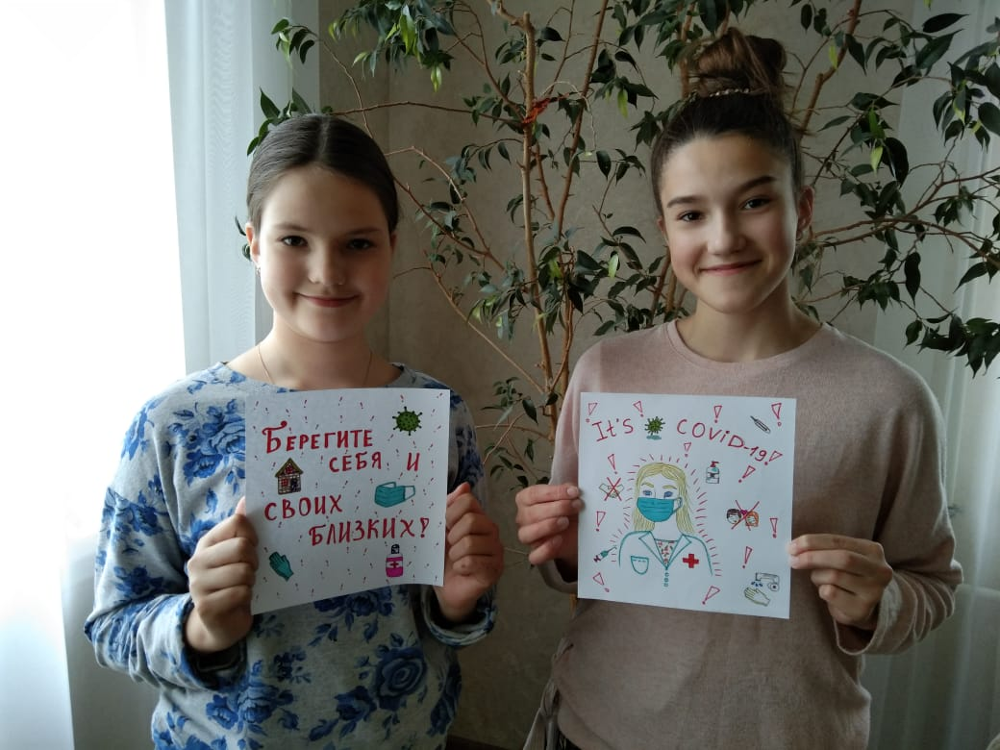 Берегите
себя и
своих
близких!
It's COViD-19!